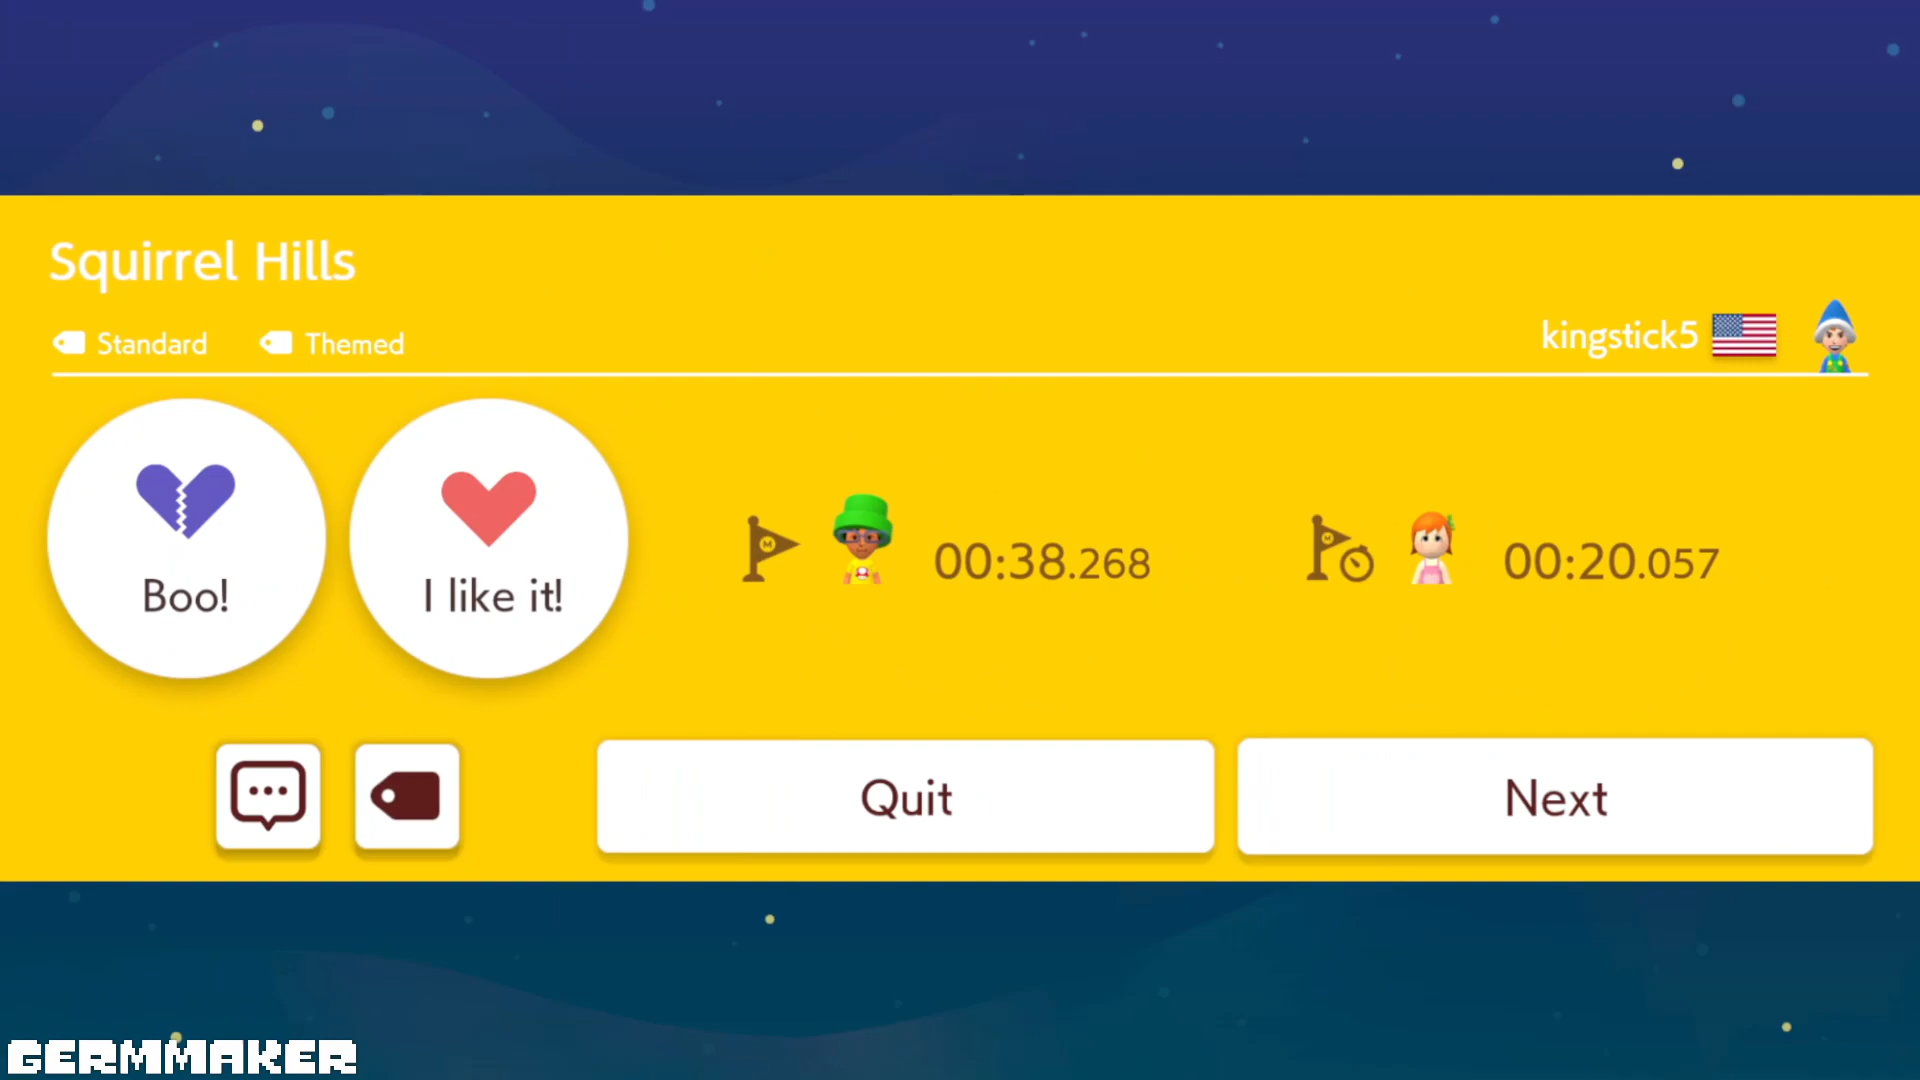 Squirrel Hills
Standard Themed
kingstick5
Boo!
I like it!
M
00:38.268
M
00:20.057
Quit
Next
GERMMAKER